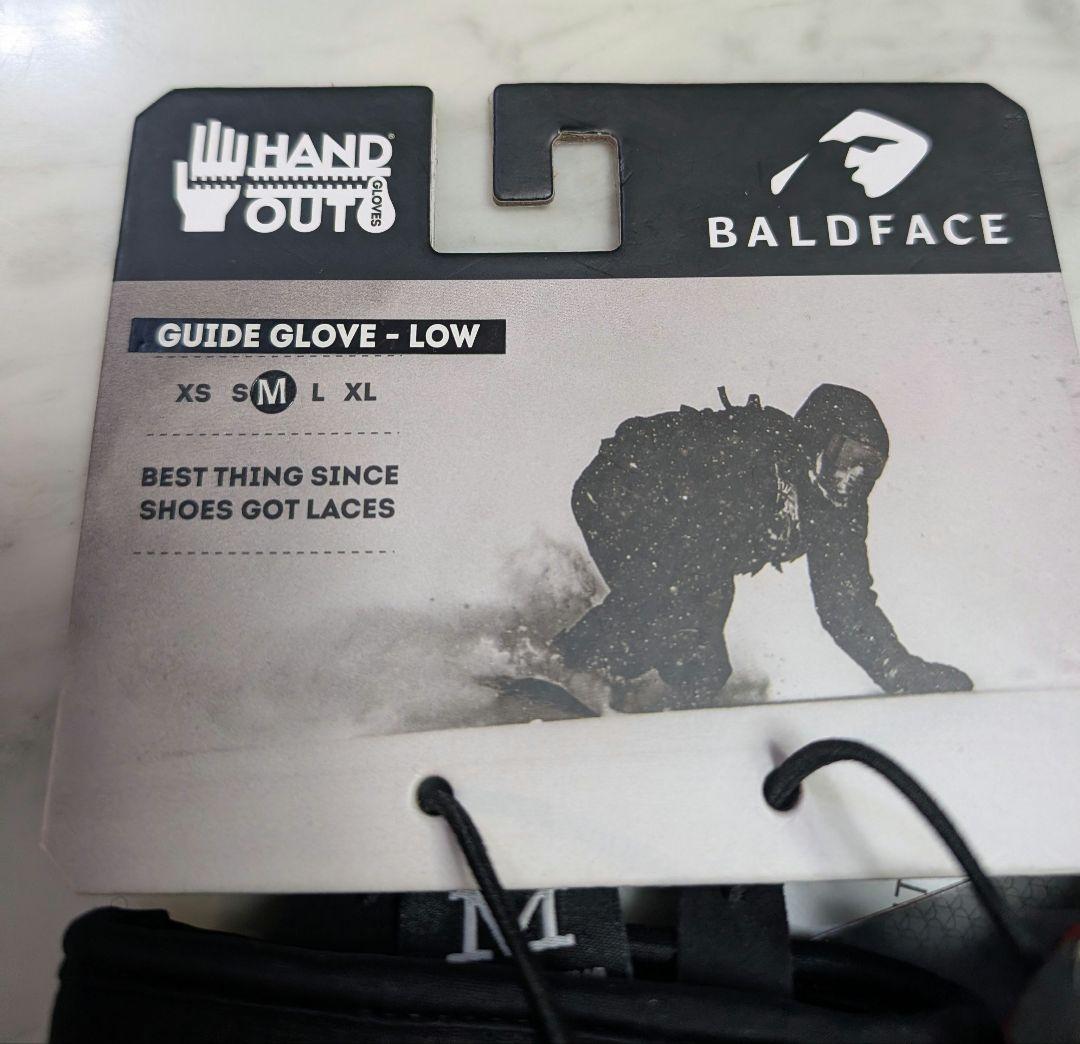 HAND
OUT
GLOVES
BALDFACE
GUIDE GLOVE - LOW
XS S M L XL
BEST THING SINCE
SHOES GOT LACES
M